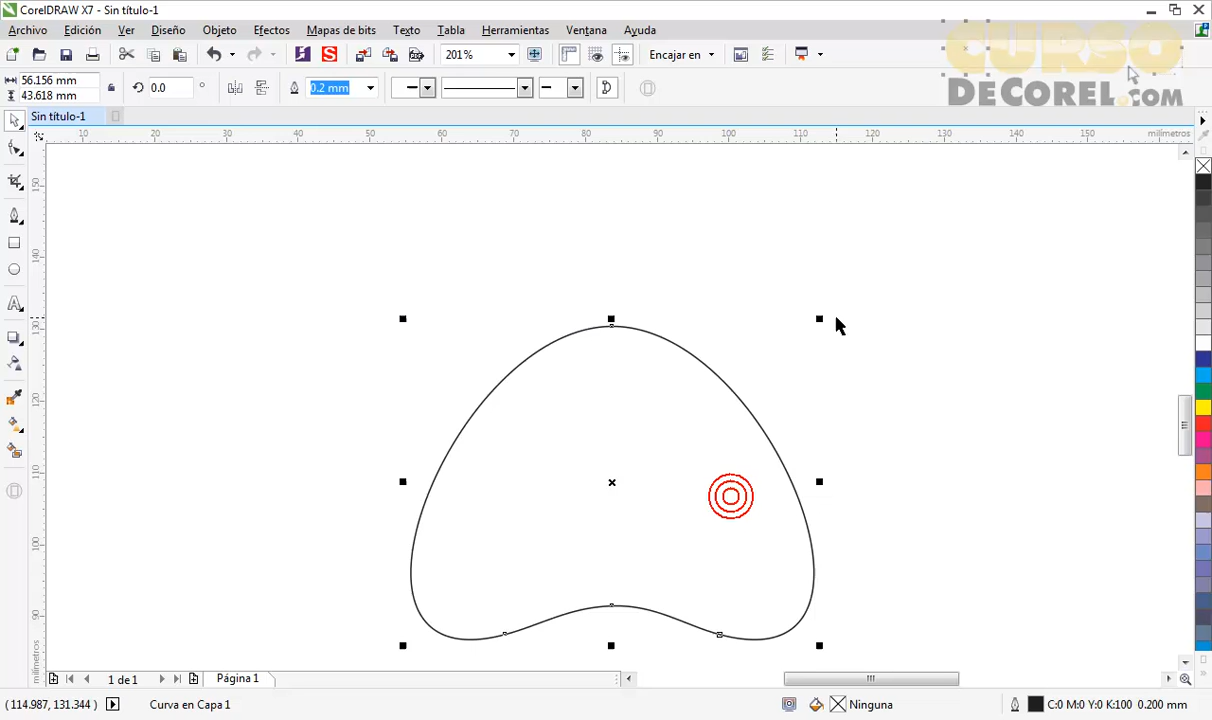 CorelDRAW X7 - Sin título-1
Archivo Edición Ver Diseño Objeto Efectos Mapas de bits Texto Tabla Herramientas Ventana Ayuda
201% Encajar en
CURSO
DECOREL.COM
56.156 mm
43.618 mm
0.0 °
0.2 mm
Sin título-1
10 20 30 40 50 60 70 80 90 100 110 120 130 140 150 milímetros
150
140
130
120
110
100
90
milímetros
1 de 1 Página 1
(114.987, 131.344) Curva en Capa 1 Ninguna C:0 M:0 Y:0 K:100 0.200 mm